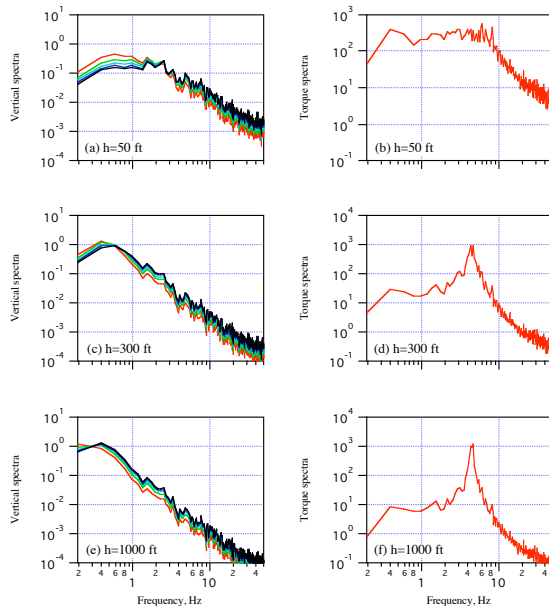 10^1
10^0
10^-1
10^-2
10^-3
10^-4
Vertical spectra
(a) h=50 ft
10^3
10^2
10^1
10^0
10^-1
Torque spectra
(b) h=50 ft
10^1
10^0
10^-1
10^-2
10^-3
10^-4
Vertical spectra
(c) h=300 ft
10^4
10^3
10^2
10^1
10^0
10^-1
Torque spectra
(d) h=300 ft
10^1
10^0
10^-1
10^-2
10^-3
10^-4
Vertical spectra
(e) h=1000 ft
2 4 6 8 1 2 4 6 8 10 2 4
Frequency, Hz
10^4
10^3
10^2
10^1
10^0
10^-1
Torque spectra
(f) h=1000 ft
2 4 6 8 1 2 4 6 8 10 2 4
Frequency, Hz